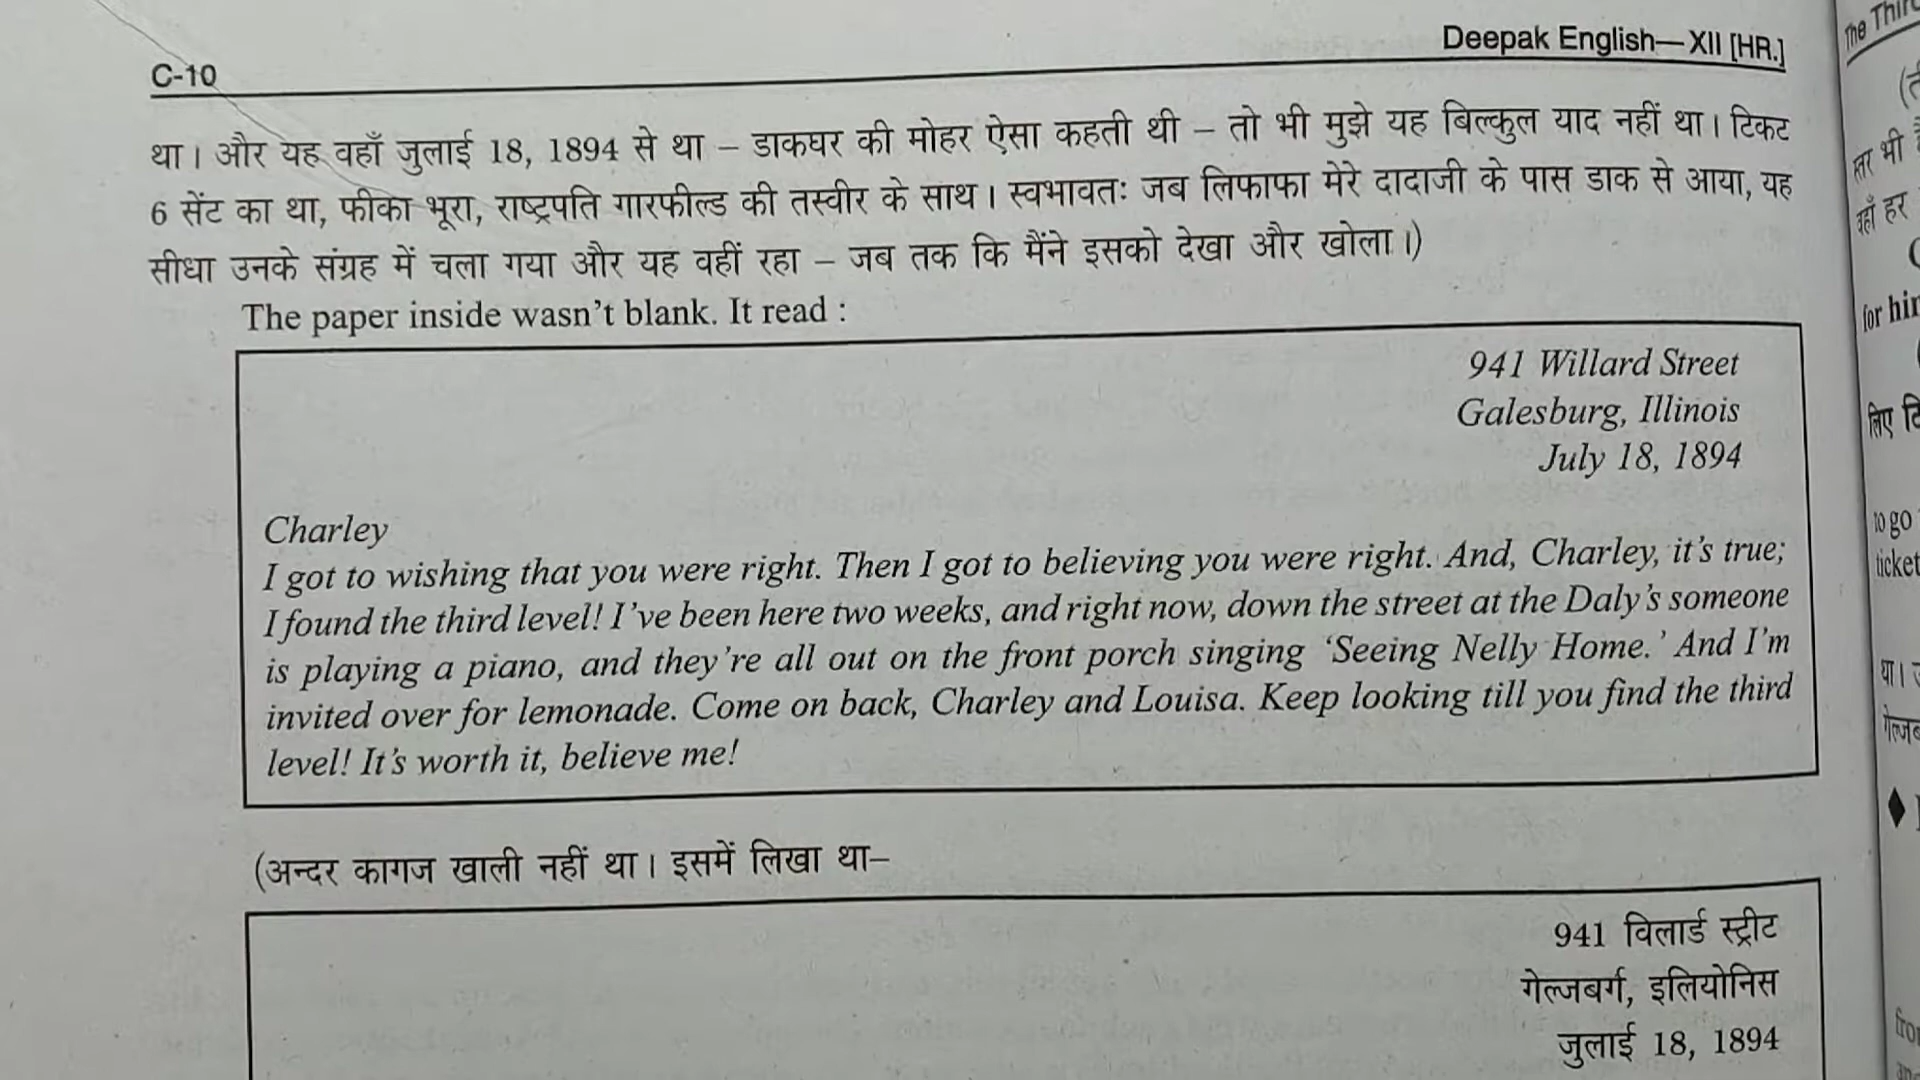 C-10
Deepak English—XII [HR.]
था। और यह वहाँ जुलाई 18, 1894 से था – डाकघर की मोहर ऐसा कहती थी – तो भी मुझे यह बिल्कुल याद नहीं था। टिकट
6 सेंट का था, फीका भूरा, राष्ट्रपति गारफील्ड की तस्वीर के साथ। स्वभावतः जब लिफाफा मेरे दादाजी के पास डाक से आया, यह
सीधा उनके संग्रह में चला गया और यह वहीं रहा – जब तक कि मैंने इसको देखा और खोला।)
The paper inside wasn't blank. It read :
941 Willard Street
Galesburg, Illinois
July 18, 1894
Charley
I got to wishing that you were right. Then I got to believing you were right. And, Charley, it's true;
I found the third level! I've been here two weeks, and right now, down the street at the Daly's someone
is playing a piano, and they're all out on the front porch singing ‘Seeing Nelly Home.’ And I'm
invited over for lemonade. Come on back, Charley and Louisa. Keep looking till you find the third
level! It's worth it, believe me!
(अन्दर कागज खाली नहीं था। इसमें लिखा था–
941 विलार्ड स्ट्रीट
गेल्जबर्ग, इलियोनिस
जुलाई 18, 1894
The
भी
वहाँ हर
for
लिए
to go
ticket
था।